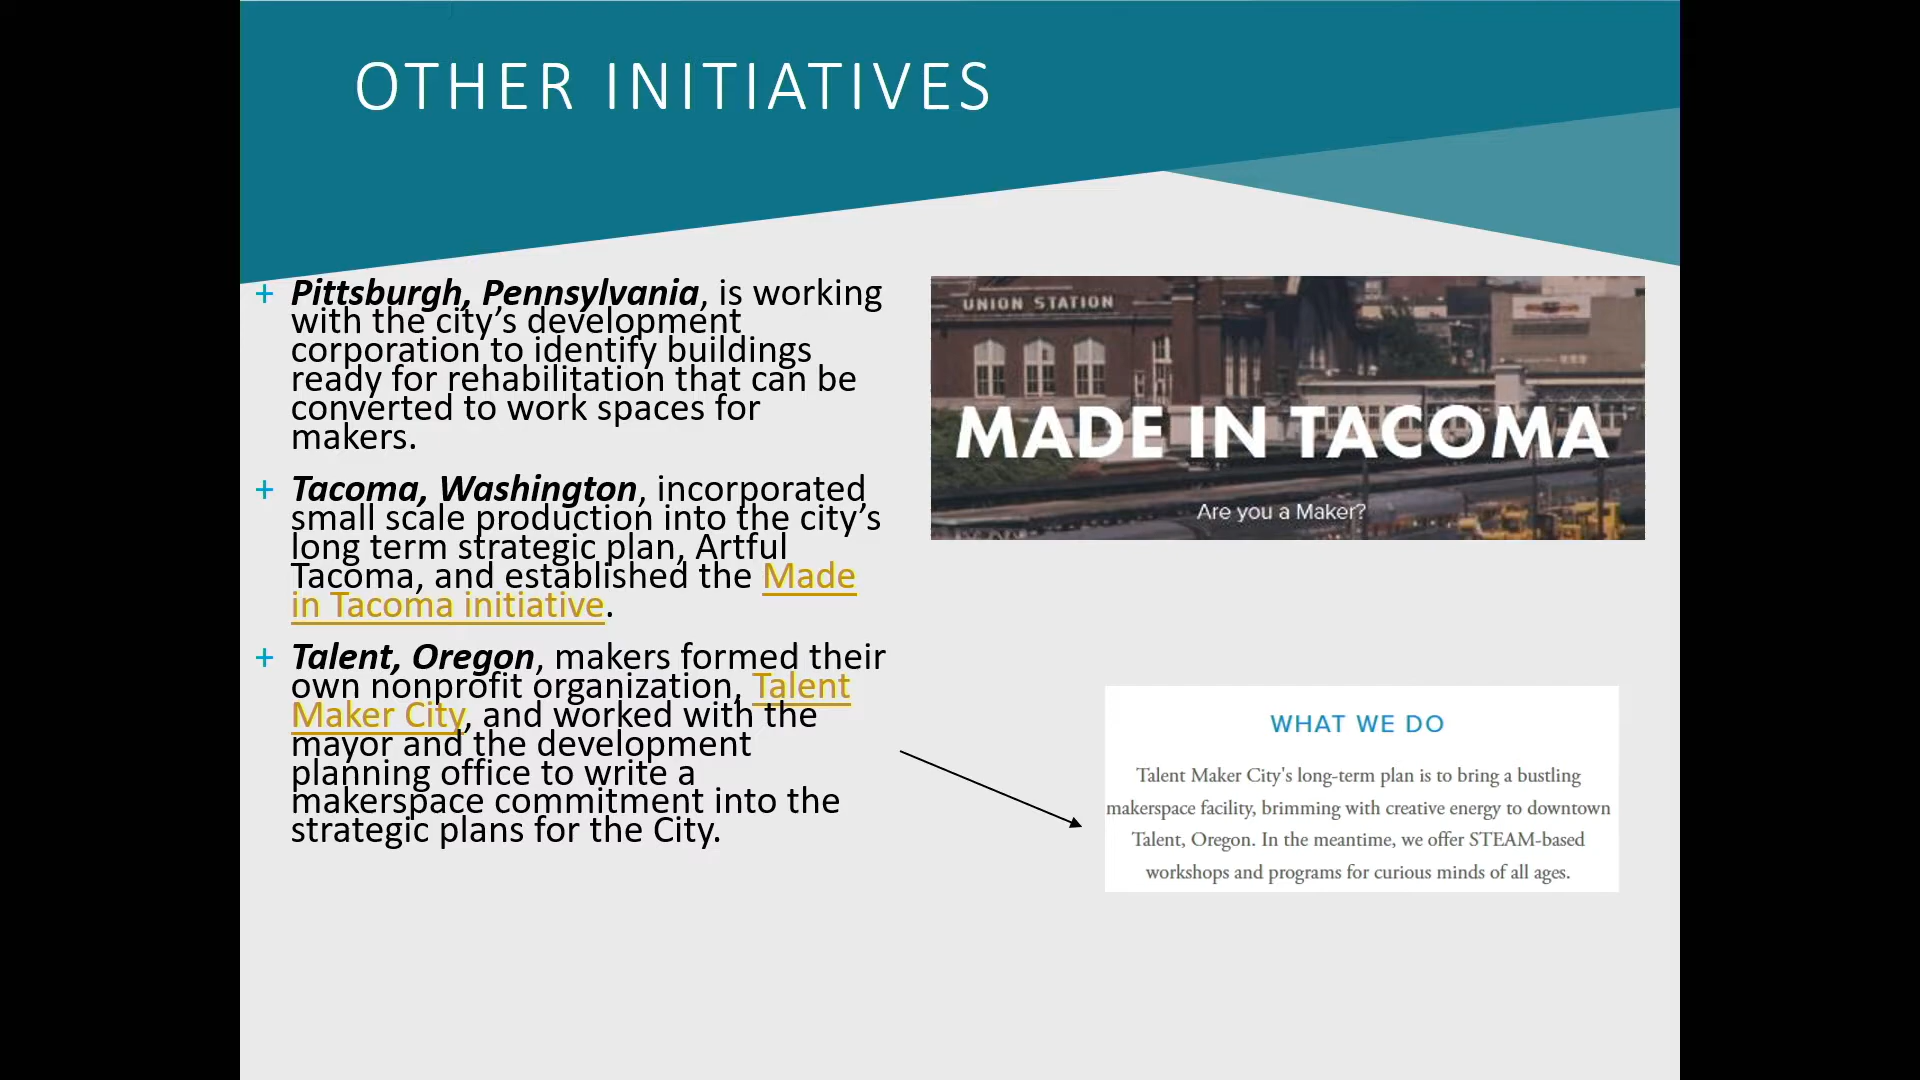 OTHER INITIATIVES
+ Pittsburgh, Pennsylvania, is working
with the city’s development
corporation to identify buildings
ready for rehabilitation that can be
converted to work spaces for
makers.
+ Tacoma, Washington, incorporated
small scale production into the city’s
long term strategic plan, Artful
Tacoma, and established the Made
in Tacoma initiative.
+ Talent, Oregon, makers formed their
own nonprofit organization, Talent
Maker City, and worked with the
mayor and the development
planning office to write a
makerspace commitment into the
strategic plans for the City.
UNION STATION
MADE IN TACOMA
Are you a Maker?
WHAT WE DO
Talent Maker City's long-term plan is to bring a bustling
makerspace facility, brimming with creative energy to downtown
Talent, Oregon. In the meantime, we offer STEAM-based
workshops and programs for curious minds of all ages.